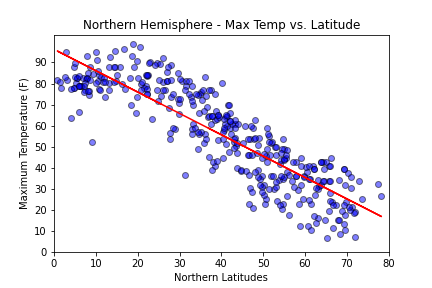 Northern Hemisphere - Max Temp vs. Latitude
Maximum Temperature (F)
90
80
70
60
50
40
30
20
10
0
0 10 20 30 40 50 60 70 80
Northern Latitudes